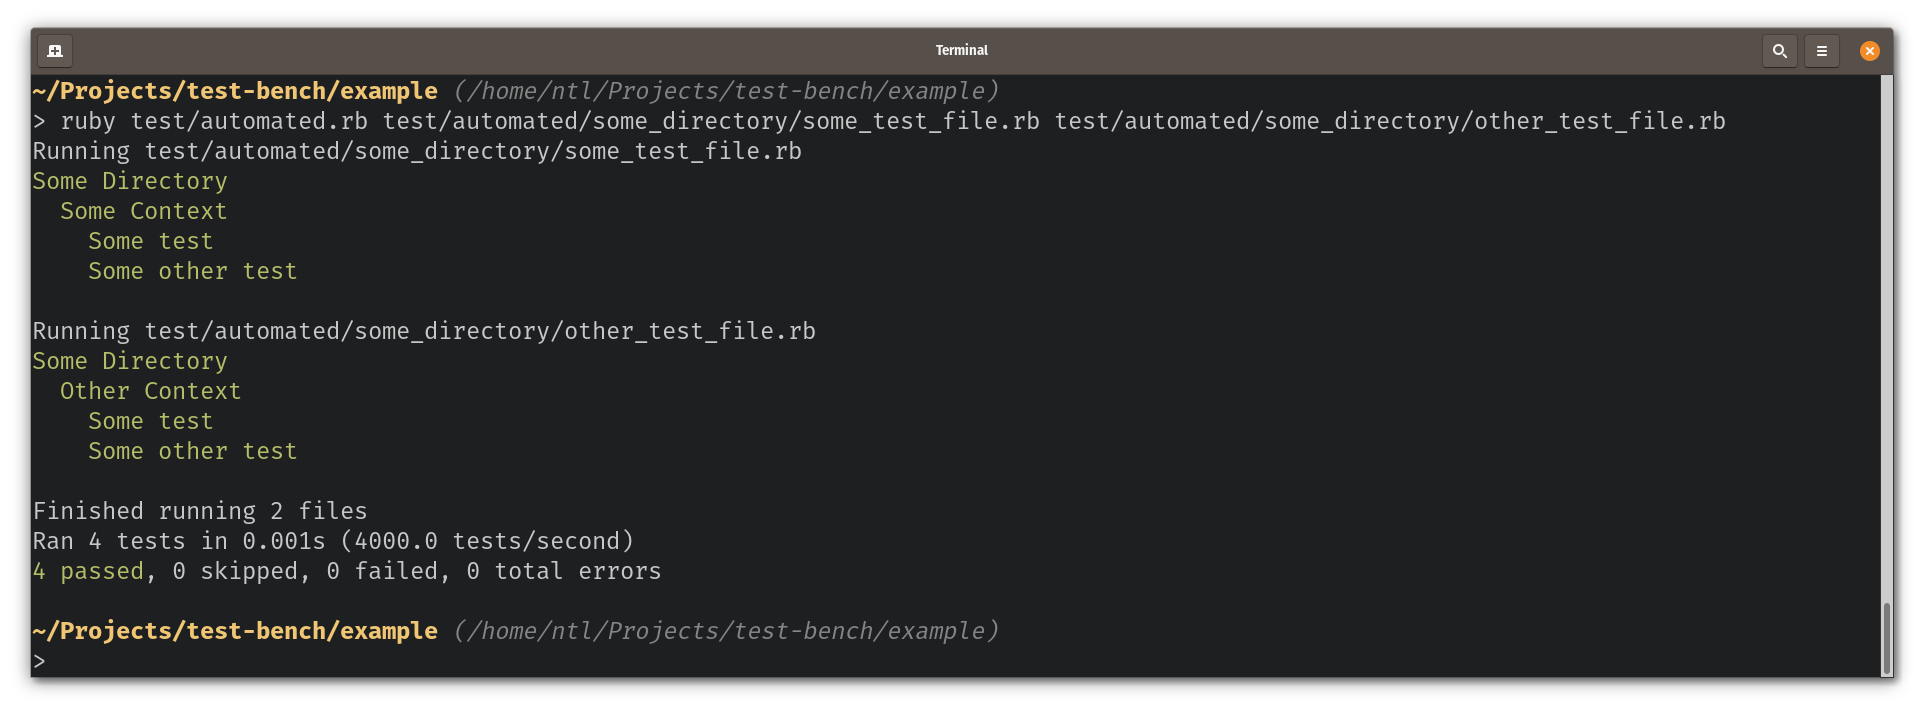 Terminal
~/Projects/test-bench/example (/home/ntl/Projects/test-bench/example)
> ruby test/automated.rb test/automated/some_directory/some_test_file.rb test/automated/some_directory/other_test_file.rb
Running test/automated/some_directory/some_test_file.rb
Some Directory
  Some Context
    Some test
    Some other test

Running test/automated/some_directory/other_test_file.rb
Some Directory
  Other Context
    Some test
    Some other test

Finished running 2 files
Ran 4 tests in 0.001s (4000.0 tests/second)
4 passed, 0 skipped, 0 failed, 0 total errors

~/Projects/test-bench/example (/home/ntl/Projects/test-bench/example)
>